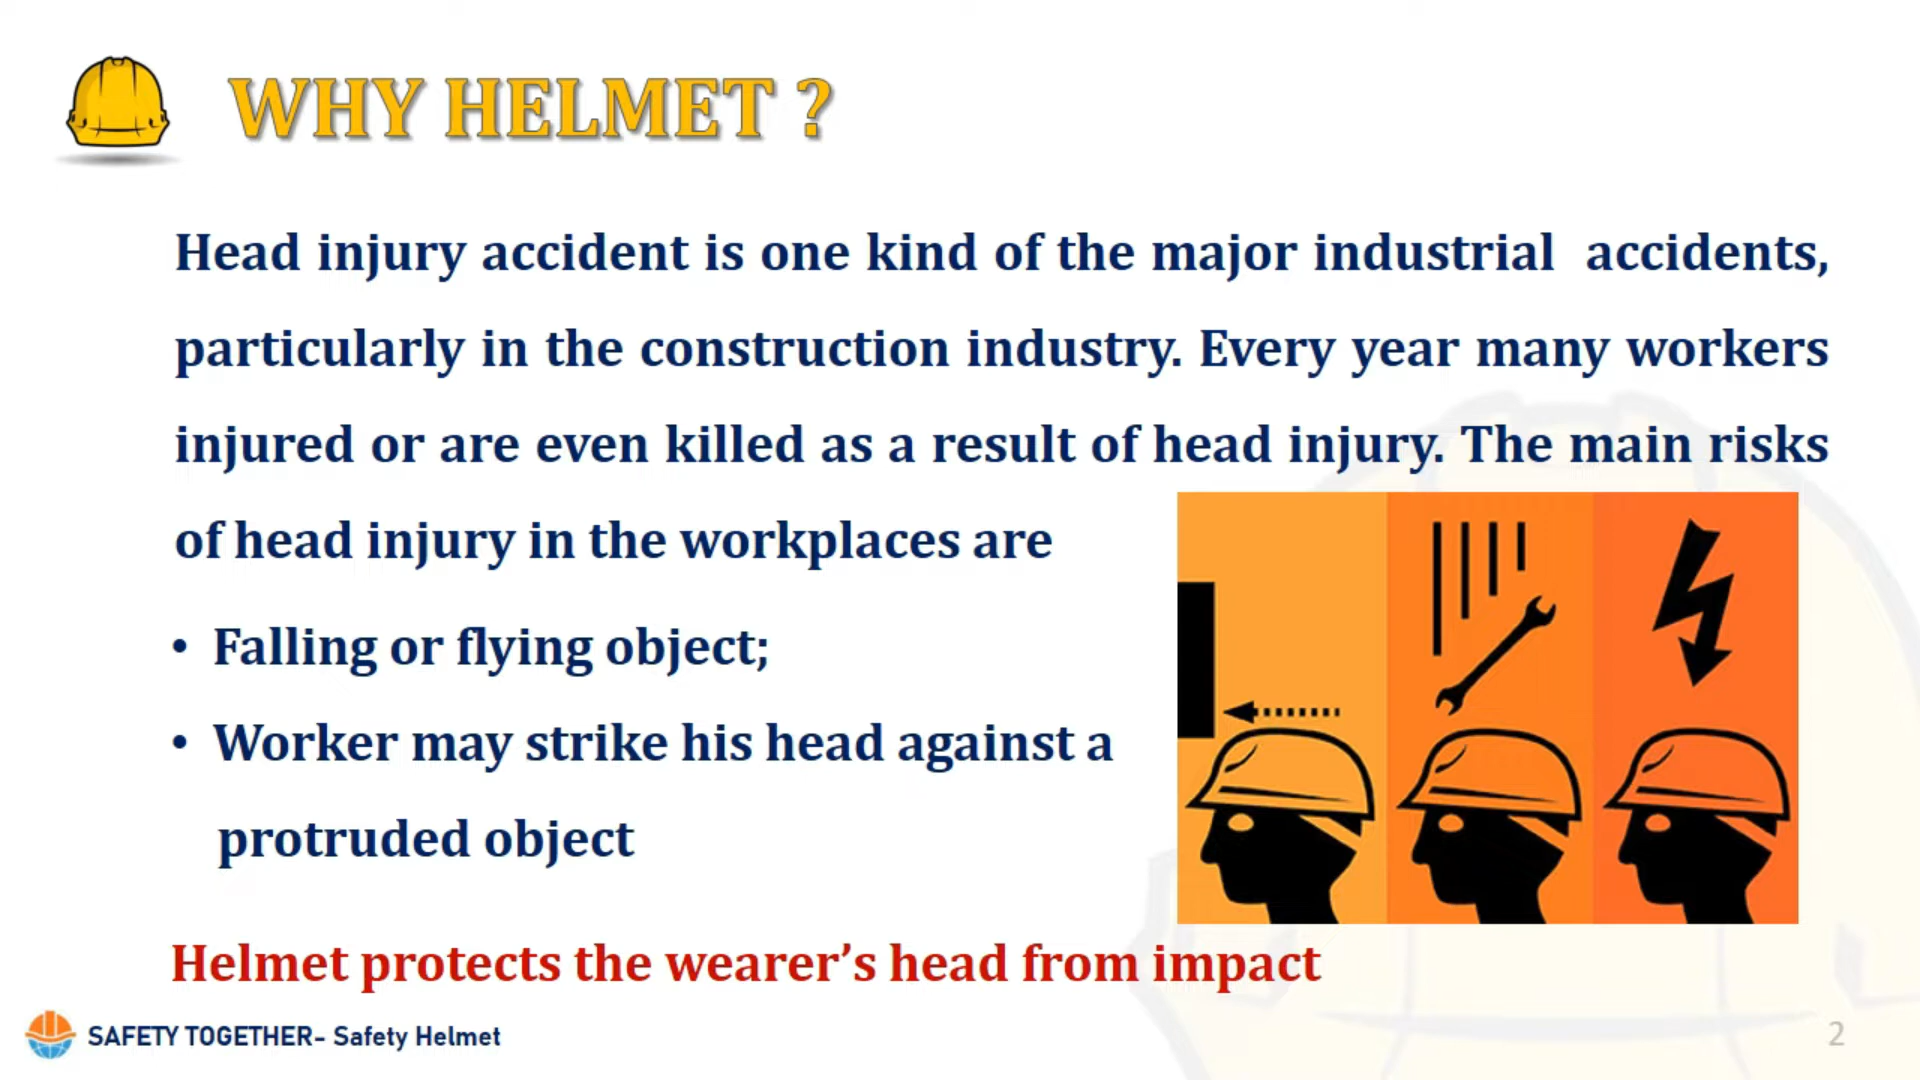 WHY HELMET ?
Head injury accident is one kind of the major industrial accidents,
particularly in the construction industry. Every year many workers
injured or are even killed as a result of head injury. The main risks
of head injury in the workplaces are
• Falling or flying object;
• Worker may strike his head against a
protruded object
Helmet protects the wearer’s head from impact
SAFETY TOGETHER- Safety Helmet
2